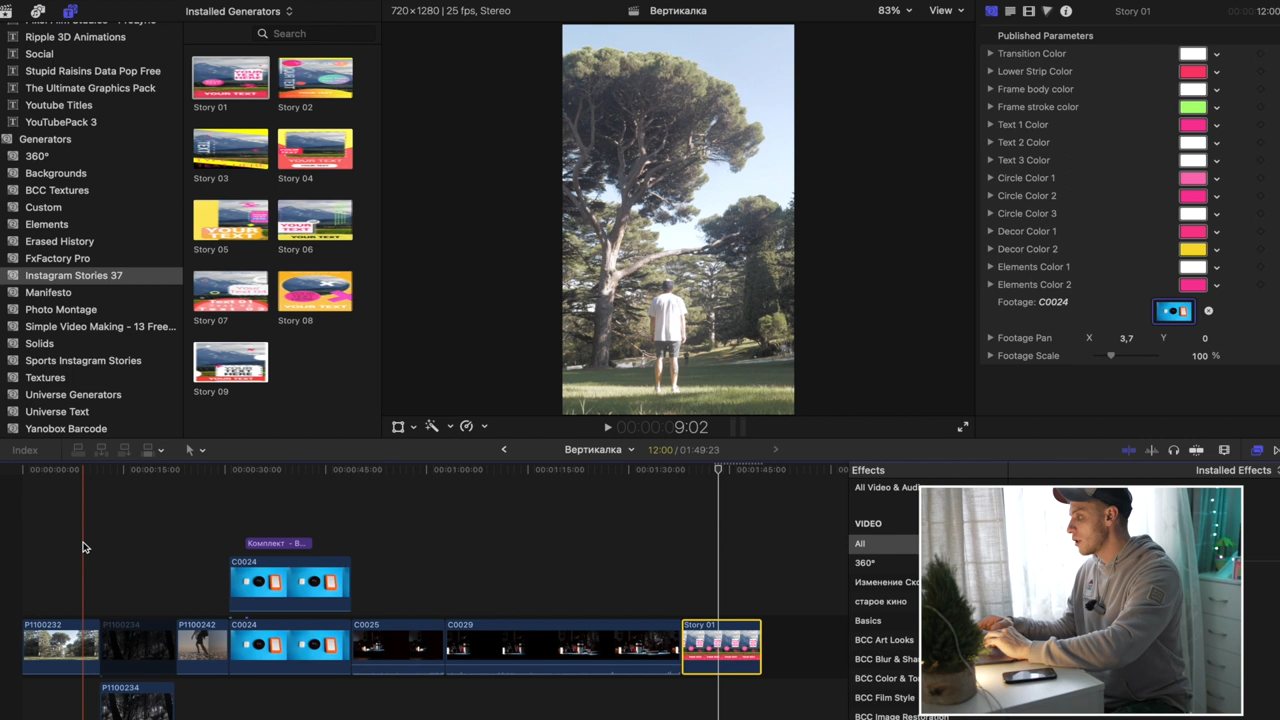 Ripple 3D Animations
Social
Stupid Raisins Data Pop Free
The Ultimate Graphics Pack
Youtube Titles
YouTubePack 3
Generators
360°
Backgrounds
BCC Textures
Custom
Elements
Erased History
FxFactory Pro
Instagram Stories 37
Manifesto
Photo Montage
Simple Video Making - 13 Free...
Solids
Sports Instagram Stories
Textures
Universe Generators
Universe Text
Yanobox Barcode
Installed Generators
Search
Story 01
Story 02
Story 03
Story 04
Story 05
Story 06
Story 07
Story 08
Story 09
720×1280 | 25 fps, Stereo
Вертикалка
83%
View
00:00:00:09:02
Story 01
12:00
Published Parameters
Transition Color
Lower Strip Color
Frame body color
Frame stroke color
Text 1 Color
Text 2 Color
Text 3 Color
Circle Color 1
Circle Color 2
Circle Color 3
Decor Color 1
Decor Color 2
Elements Color 1
Elements Color 2
Footage: C0024
Footage Pan X 3,7 Y 0
Footage Scale 100 %
Index
Вертикалка
12:00 / 01:49:23
00:00:00:00
00:00:15:00
00:00:30:00
00:00:45:00
00:01:00:00
00:01:15:00
00:01:30:00
00:01:45:00
Комплект - В...
C0024
P1100232
P1100234
P1100242
C0024
C0025
C0029
Story 01
P1100234
Effects
Installed Effects
All Video & Audi
VIDEO
All
360°
Изменение Ско
старое кино
Basics
BCC Art Looks
BCC Blur & Sha
BCC Color & To
BCC Film Style
BCC Image Restoration